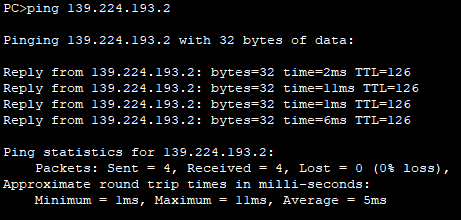 PC>ping 139.224.193.2
Pinging 139.224.193.2 with 32 bytes of data:
Reply from 139.224.193.2: bytes=32 time=2ms TTL=126
Reply from 139.224.193.2: bytes=32 time=11ms TTL=126
Reply from 139.224.193.2: bytes=32 time=1ms TTL=126
Reply from 139.224.193.2: bytes=32 time=6ms TTL=126
Ping statistics for 139.224.193.2:
Packets: Sent = 4, Received = 4, Lost = 0 (0% loss),
Approximate round trip times in milli-seconds:
Minimum = 1ms, Maximum = 11ms, Average = 5ms